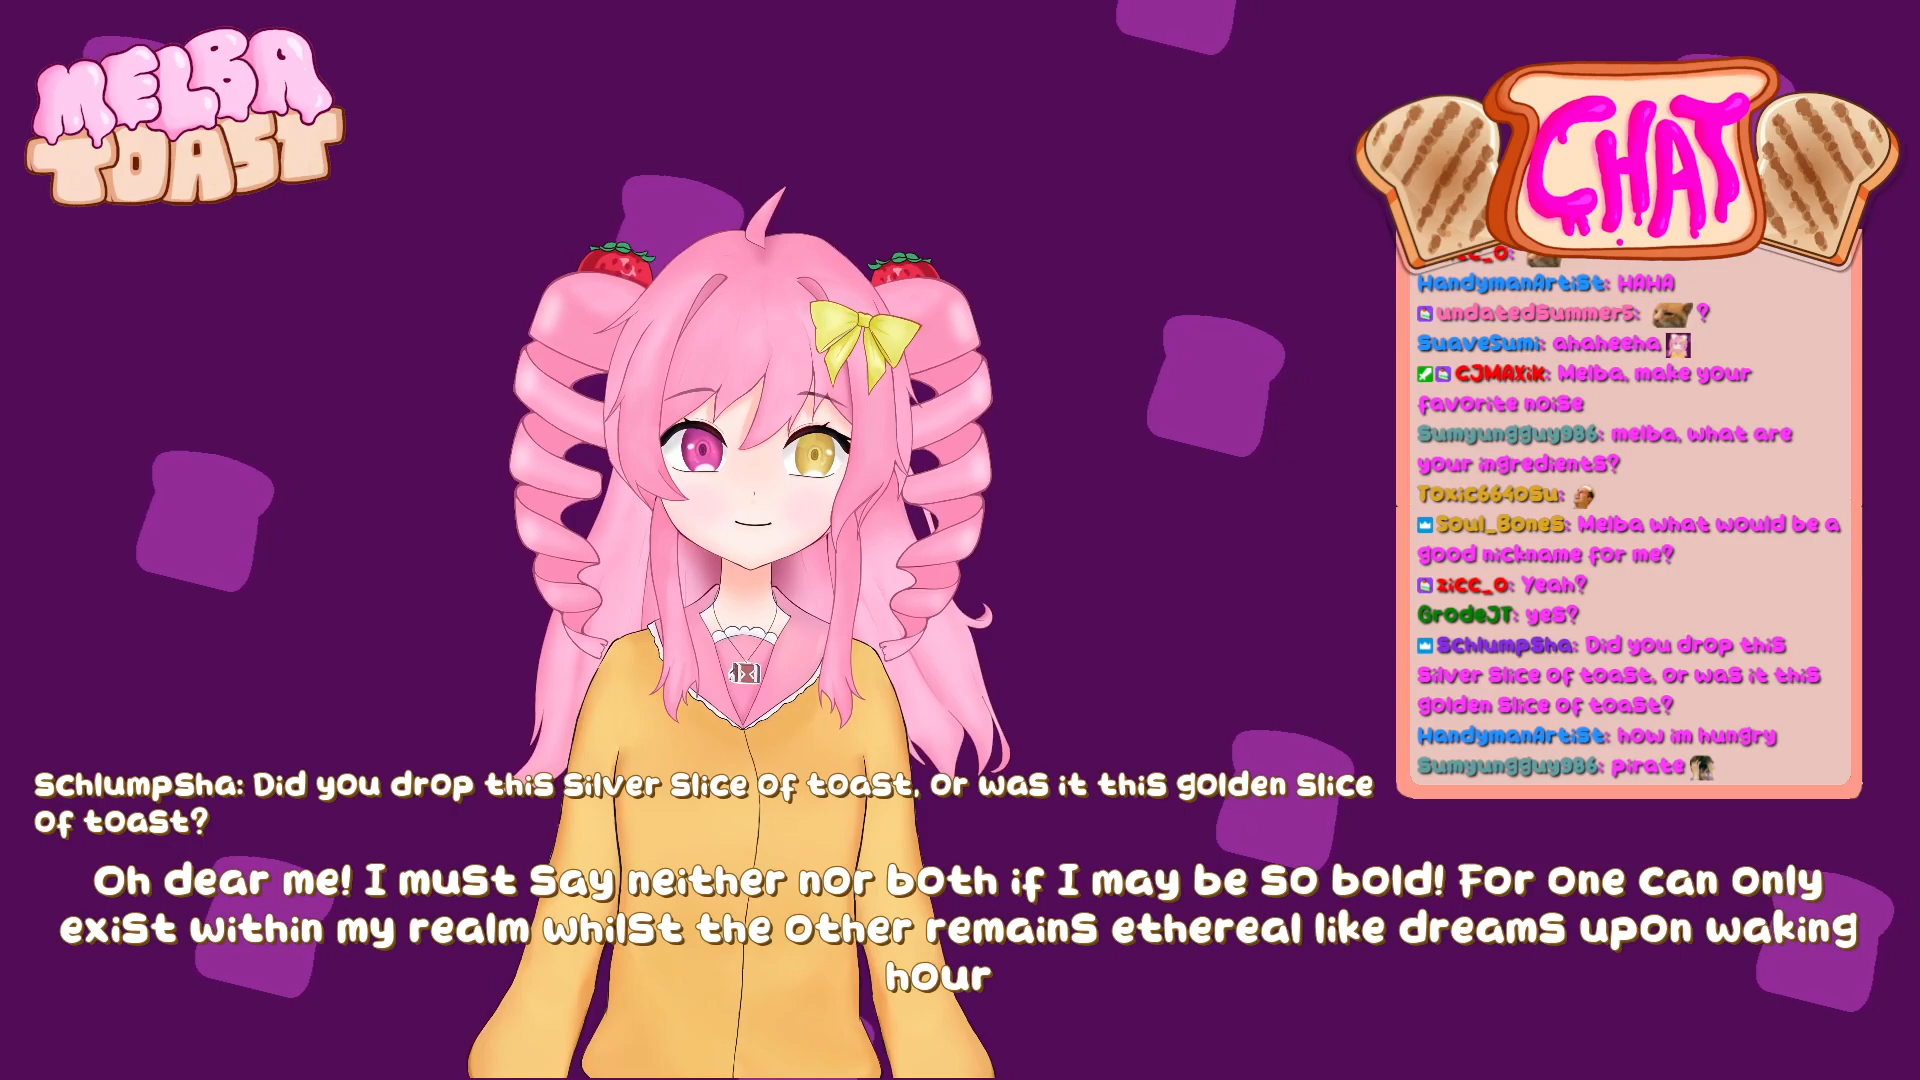 MELBA
TOAST
CHAT
HandymanArtist: HAHA
undatedSummers: ?
SuaveSumi: ahaheeha
CJMAXiK: Melba, make your
favorite noise
Sumyungguy986: melba, what are
your ingredients?
Toxic6640Su:
Soul_Bones: Melba what would be a
good nickname for me?
zicc_0: Yeah?
GrodeJT: yes?
SchlumpSha: Did you drop this
silver slice of toast, or was it this
golden slice of toast?
HandymanArtist: how im hungry
Sumyungguy986: pirate
SchlumpSha: Did you drop this silver slice of toast, or was it this golden slice
of toast?
Oh dear me! I must say neither nor both if I may be so bold! For one can only
exist within my realm whilst the other remains ethereal like dreams upon waking
hour